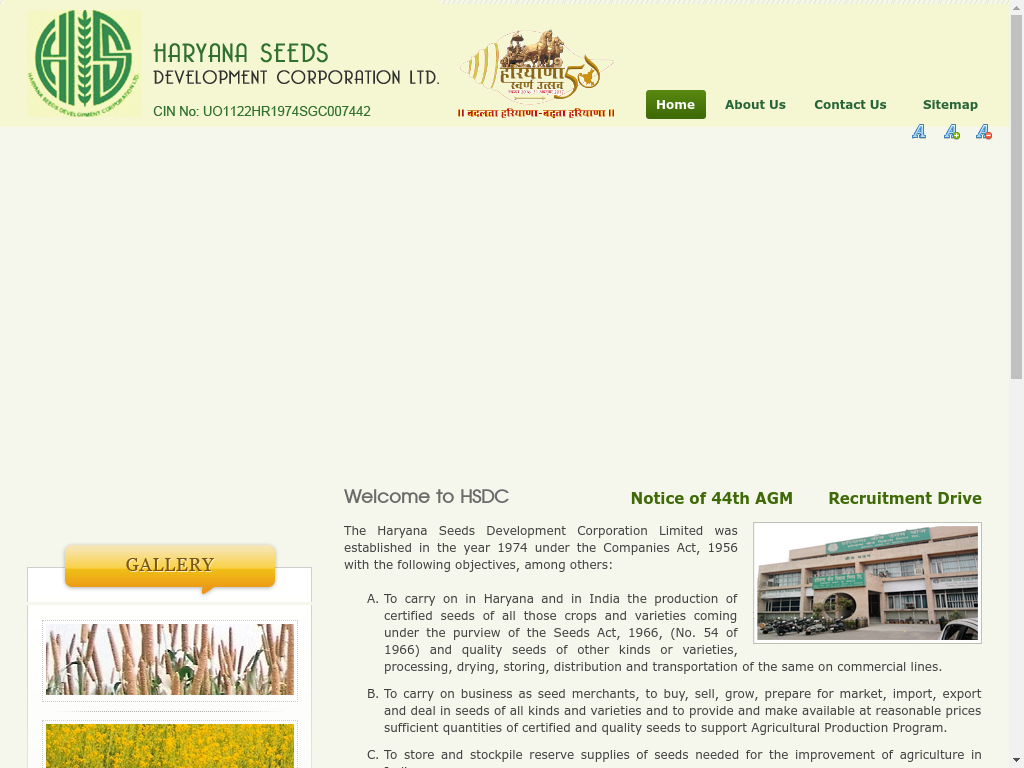 HARYANA SEEDS
DEVELOPMENT CORPORATION LTD.
CIN No: UO1122HR1974SGC007442
HARYANA SEEDS DEVELOPMENT CORPORATION LTD
हरियाणा 50
स्वर्ण उत्सव
॥ बदलता हरियाणा-बढ़ता हरियाणा ॥
Home About Us Contact Us Sitemap
A A A
Welcome to HSDC Notice of 44th AGM Recruitment Drive
The Haryana Seeds Development Corporation Limited was
established in the year 1974 under the Companies Act, 1956
with the following objectives, among others:
GALLERY
A. To carry on in Haryana and in India the production of
certified seeds of all those crops and varieties coming
under the purview of the Seeds Act, 1966, (No. 54 of
1966) and quality seeds of other kinds or varieties,
processing, drying, storing, distribution and transportation of the same on commercial lines.
B. To carry on business as seed merchants, to buy, sell, grow, prepare for market, import, export
and deal in seeds of all kinds and varieties and to provide and make available at reasonable prices
sufficient quantities of certified and quality seeds to support Agricultural Production Program.
C. To store and stockpile reserve supplies of seeds needed for the improvement of agriculture in